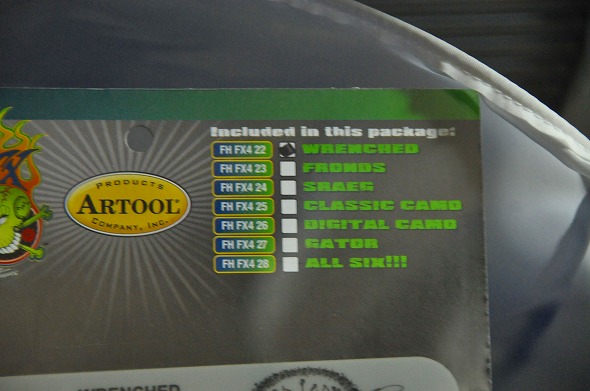 Included in this package:
FH FX4 22 WRENCHED
FH FX4 23 FRONDS
FH FX4 24 SRAEG
FH FX4 25 CLASSIC CAMO
FH FX4 26 DIGITAL CAMO
FH FX4 27 GATOR
FH FX4 28 ALL SIX!!!
PRODUCTS
ARTOOL
COMPANY, INC.
WRENCHED